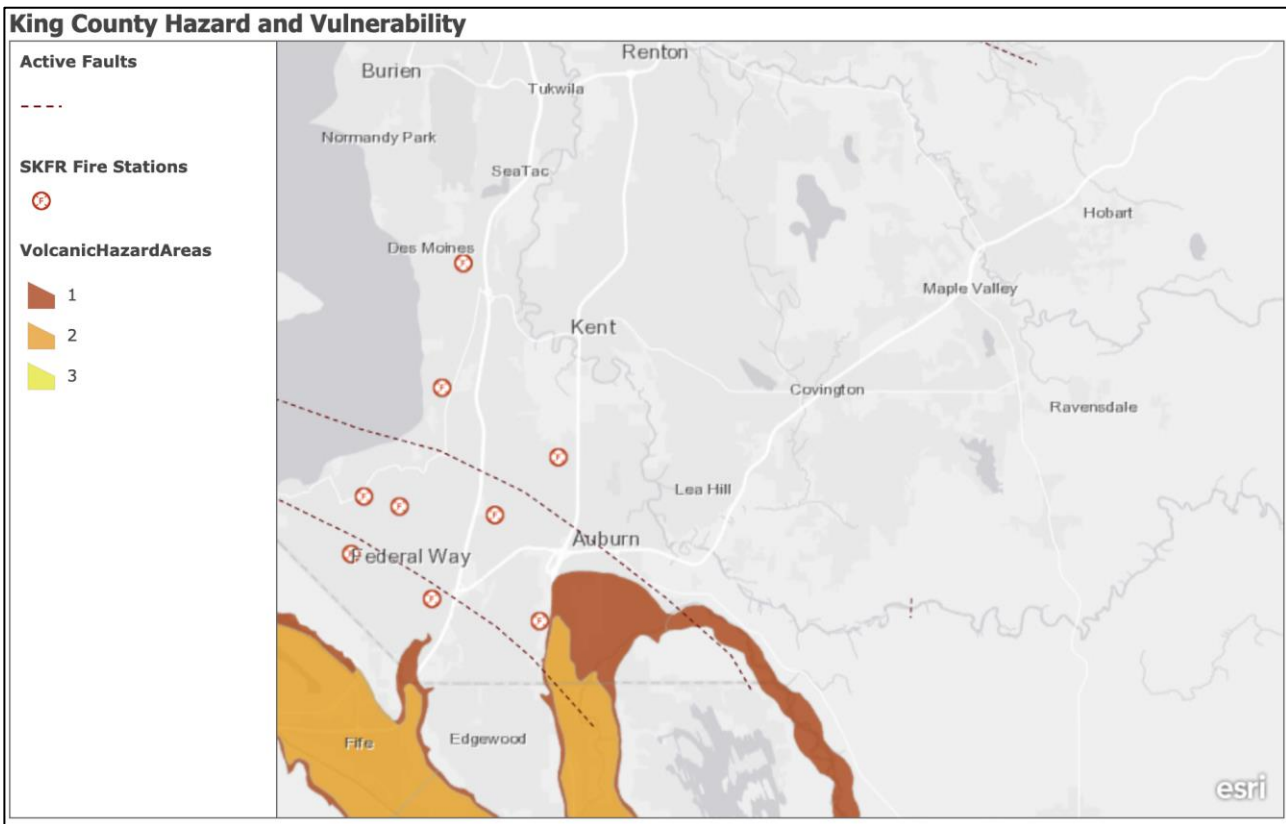 King County Hazard and Vulnerability
Active Faults
SKFR Fire Stations
F
VolcanicHazardAreas
1
2
3
Renton
Burien
Tukwila
Normandy Park
SeaTac
Hobart
Des Moines
F
Maple Valley
Kent
F
Covington
Ravensdale
F
Lea Hill
F
F
F
Auburn
F
Federal Way
F
F
Fife
Edgewood
esri